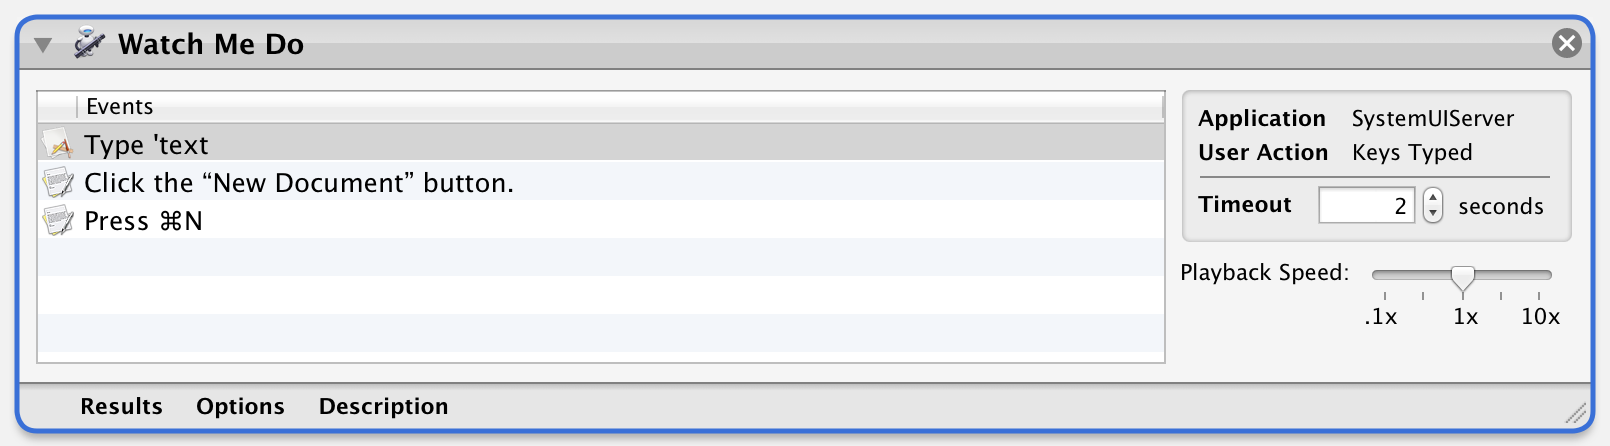 Watch Me Do
Events
Type 'text
Click the “New Document” button.
Press ⌘N
Application SystemUIServer
User Action Keys Typed
Timeout 2 seconds
Playback Speed:
.1x 1x 10x
Results Options Description